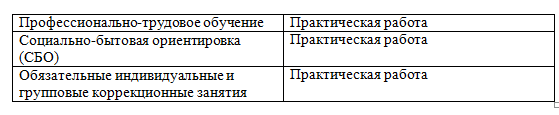 Профессионально-трудовое обучение Практическая работа
Социально-бытовая ориентировка Практическая работа
(СБО)
Обязательные индивидуальные и Практическая работа
групповые коррекционные занятия